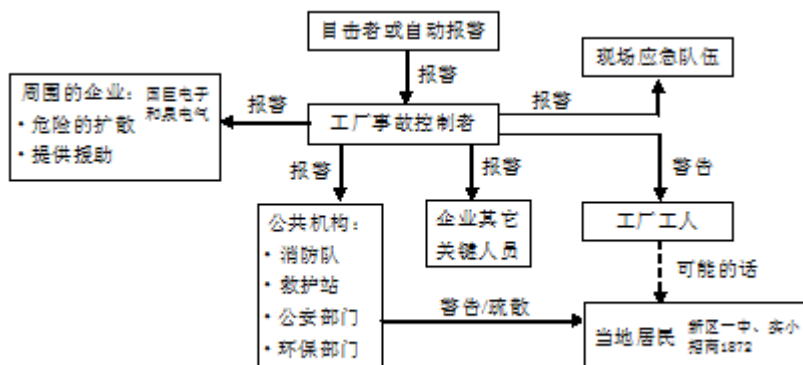 目击者或自动报警
报警
现场应急队伍
周围的企业：
国巨电子
和泉电气
• 危险的扩散
• 提供援助
报警
工厂事故控制者
报警
报警
报警
警告
公共机构：
• 消防队
• 救护站
• 公安部门
• 环保部门
企业其它
关键人员
工厂工人
可能的话
警告/疏散
当地居民
新区一中、实小
招商1872